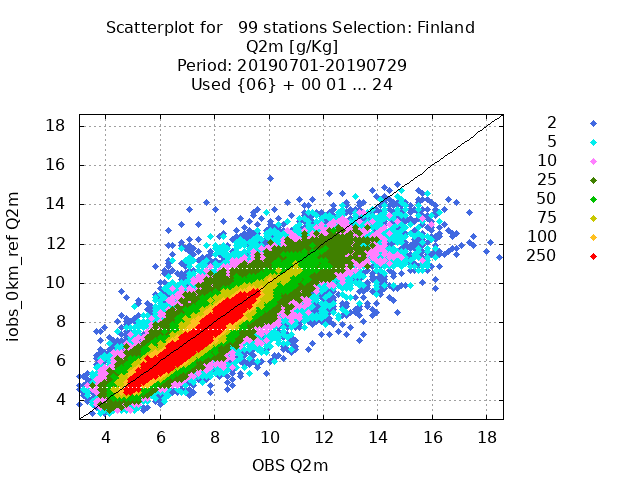 Scatterplot for   99 stations Selection: Finland
Q2m [g/Kg]
Period: 20190701-20190729
Used {06} + 00 01 ... 24
18
16
14
12
10
8
6
4
iobs_0km_ref Q2m
4 6 8 10 12 14 16 18
OBS Q2m
2
5
10
25
50
75
100
250